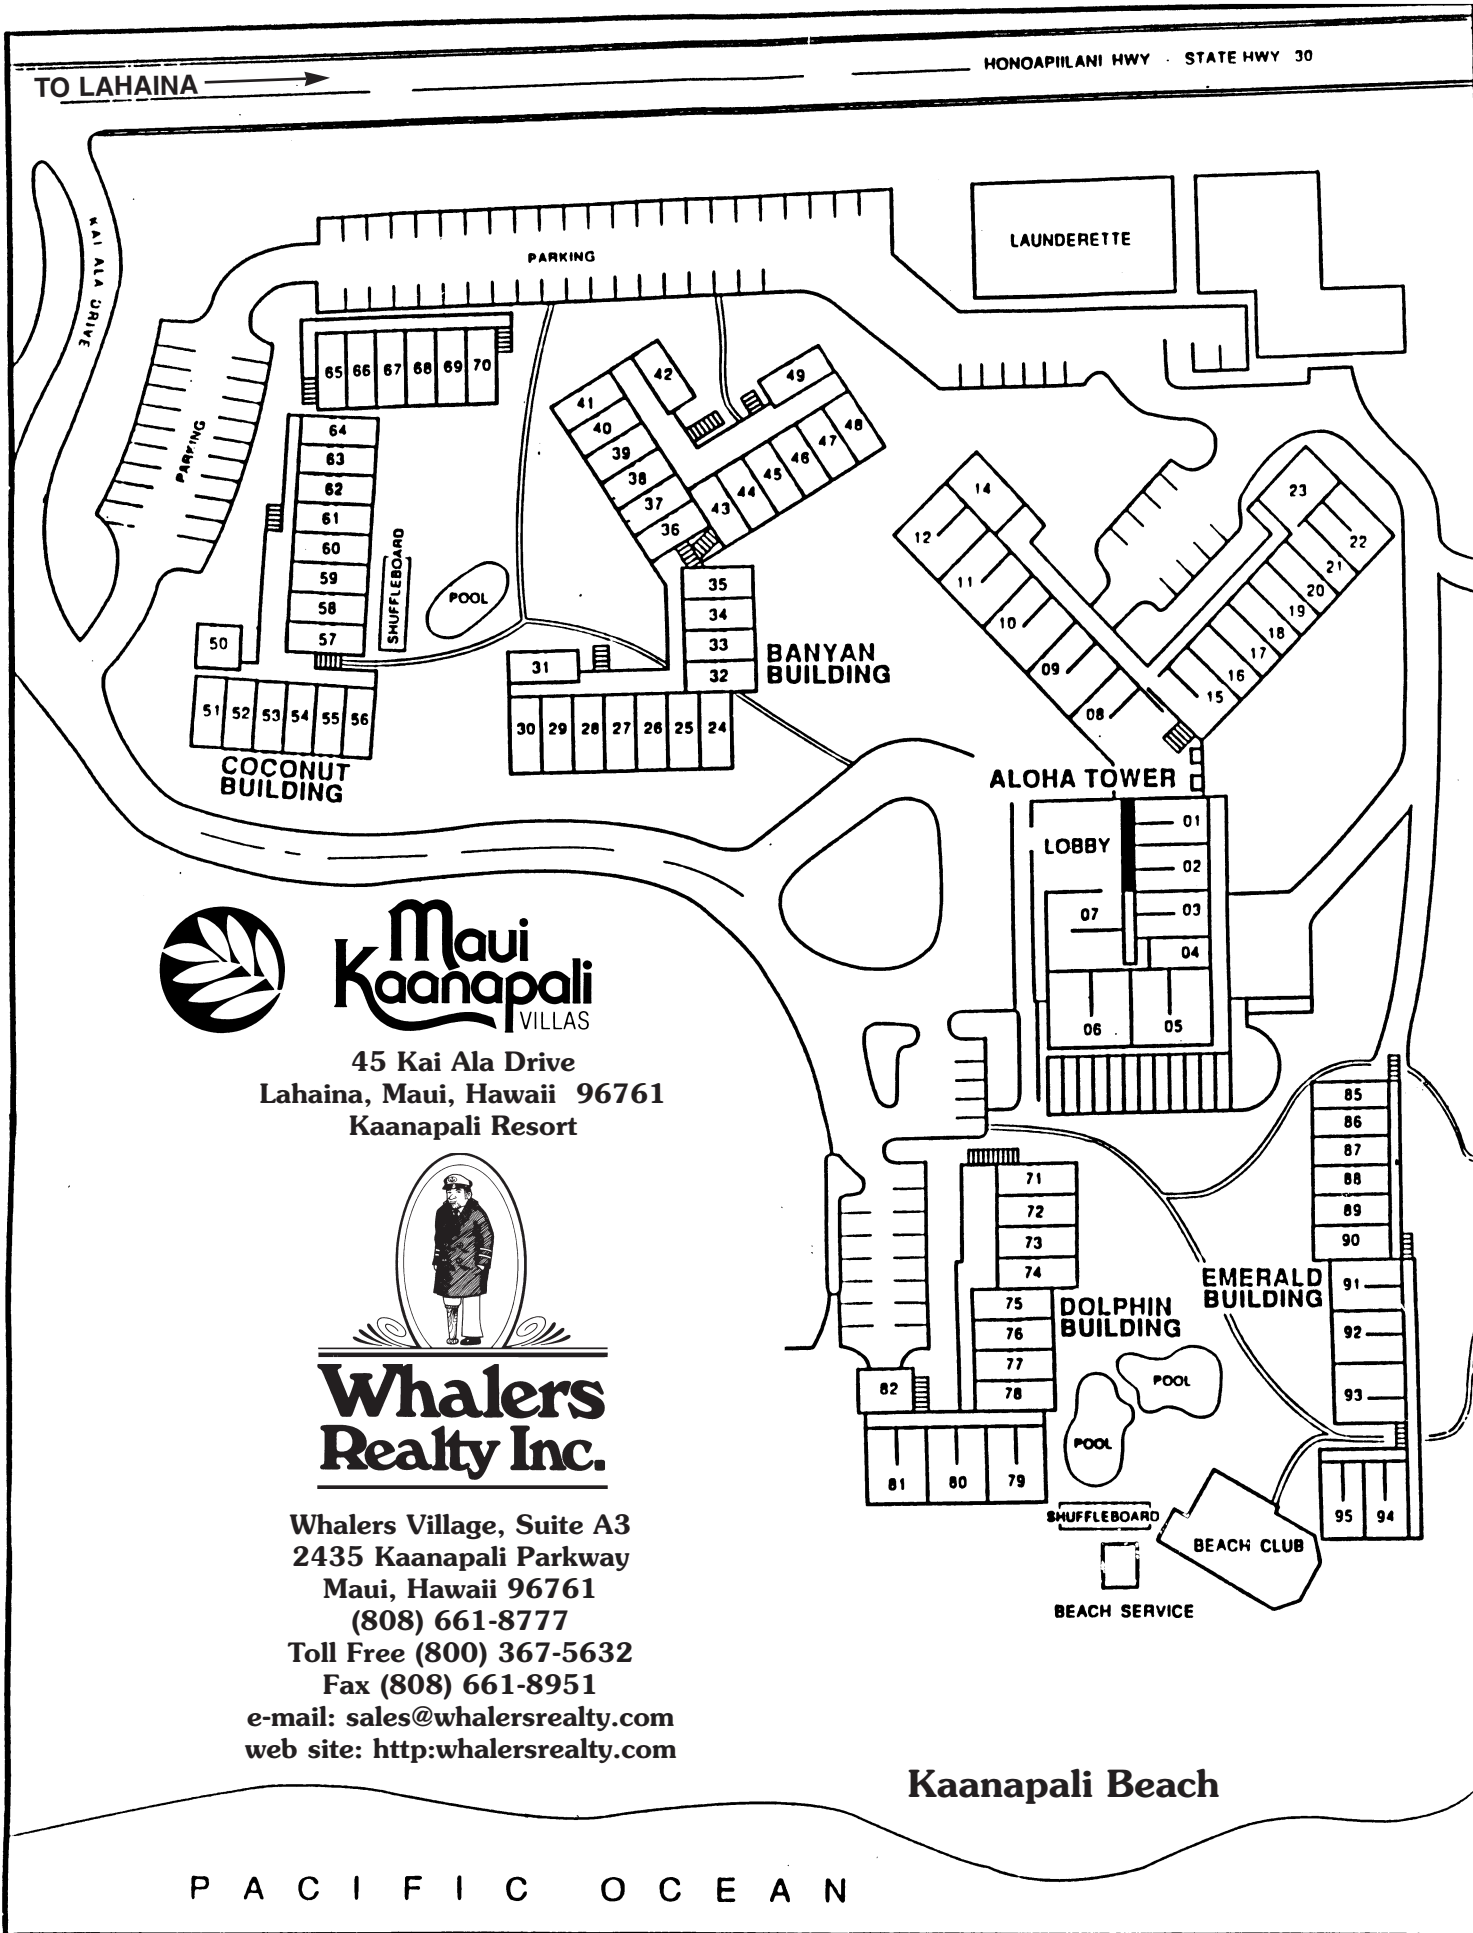 HONOAPIILANI HWY · STATE HWY 30
TO LAHAINA
KAI ALA DRIVE
LAUNDERETTE
PARKING
PARKING
65 66 67 68 69 70
64
63
62
61
60
59
58
57
50
51 52 53 54 55 56
COCONUT
BUILDING
SHUFFLEBOARD
POOL
42
49
41
40
39
38
37
36
43 44 45 46 47 48
35
34
33
32
31
30 29 28 27 26 25 24
BANYAN
BUILDING
14
12
11
10
09
08
23
22
21
20
19
18
17
16
15
ALOHA TOWER
LOBBY
01
02
03
04
07
06
05
Maui
Kaanapali
VILLAS
45 Kai Ala Drive
Lahaina, Maui, Hawaii 96761
Kaanapali Resort
85
86
87
88
89
90
91
92
93
95 94
EMERALD
BUILDING
71
72
73
74
75
76
77
78
82
81 80 79
DOLPHIN
BUILDING
POOL
POOL
SHUFFLEBOARD
BEACH CLUB
BEACH SERVICE
Whalers
Realty Inc.
Whalers Village, Suite A3
2435 Kaanapali Parkway
Maui, Hawaii 96761
(808) 661-8777
Toll Free (800) 367-5632
Fax (808) 661-8951
e-mail: sales@whalersrealty.com
web site: http:whalersrealty.com
Kaanapali Beach
PACIFIC OCEAN